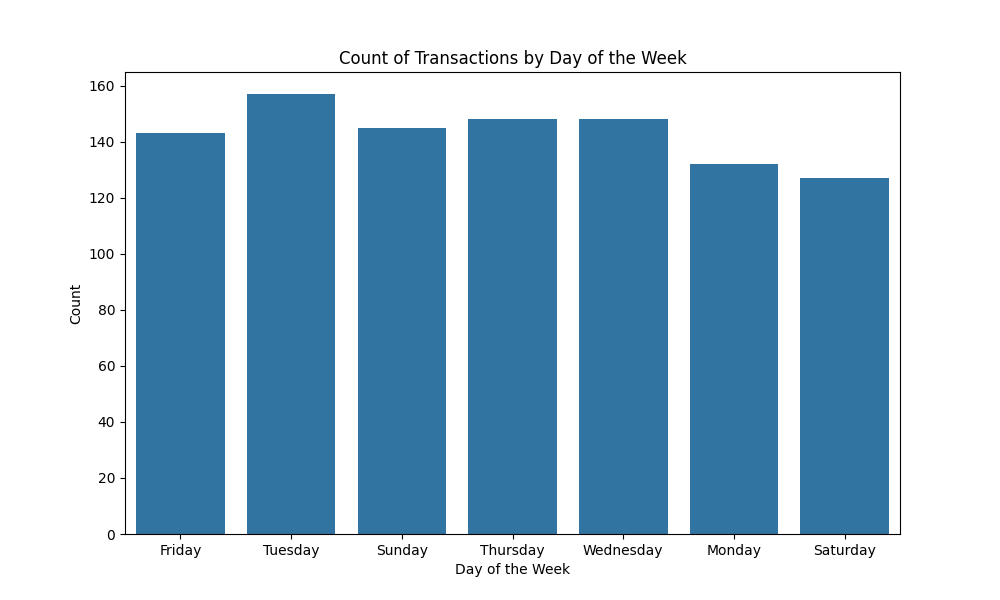 Count of Transactions by Day of the Week
160
140
120
100
80
60
40
20
0
Count
Friday Tuesday Sunday Thursday Wednesday Monday Saturday
Day of the Week